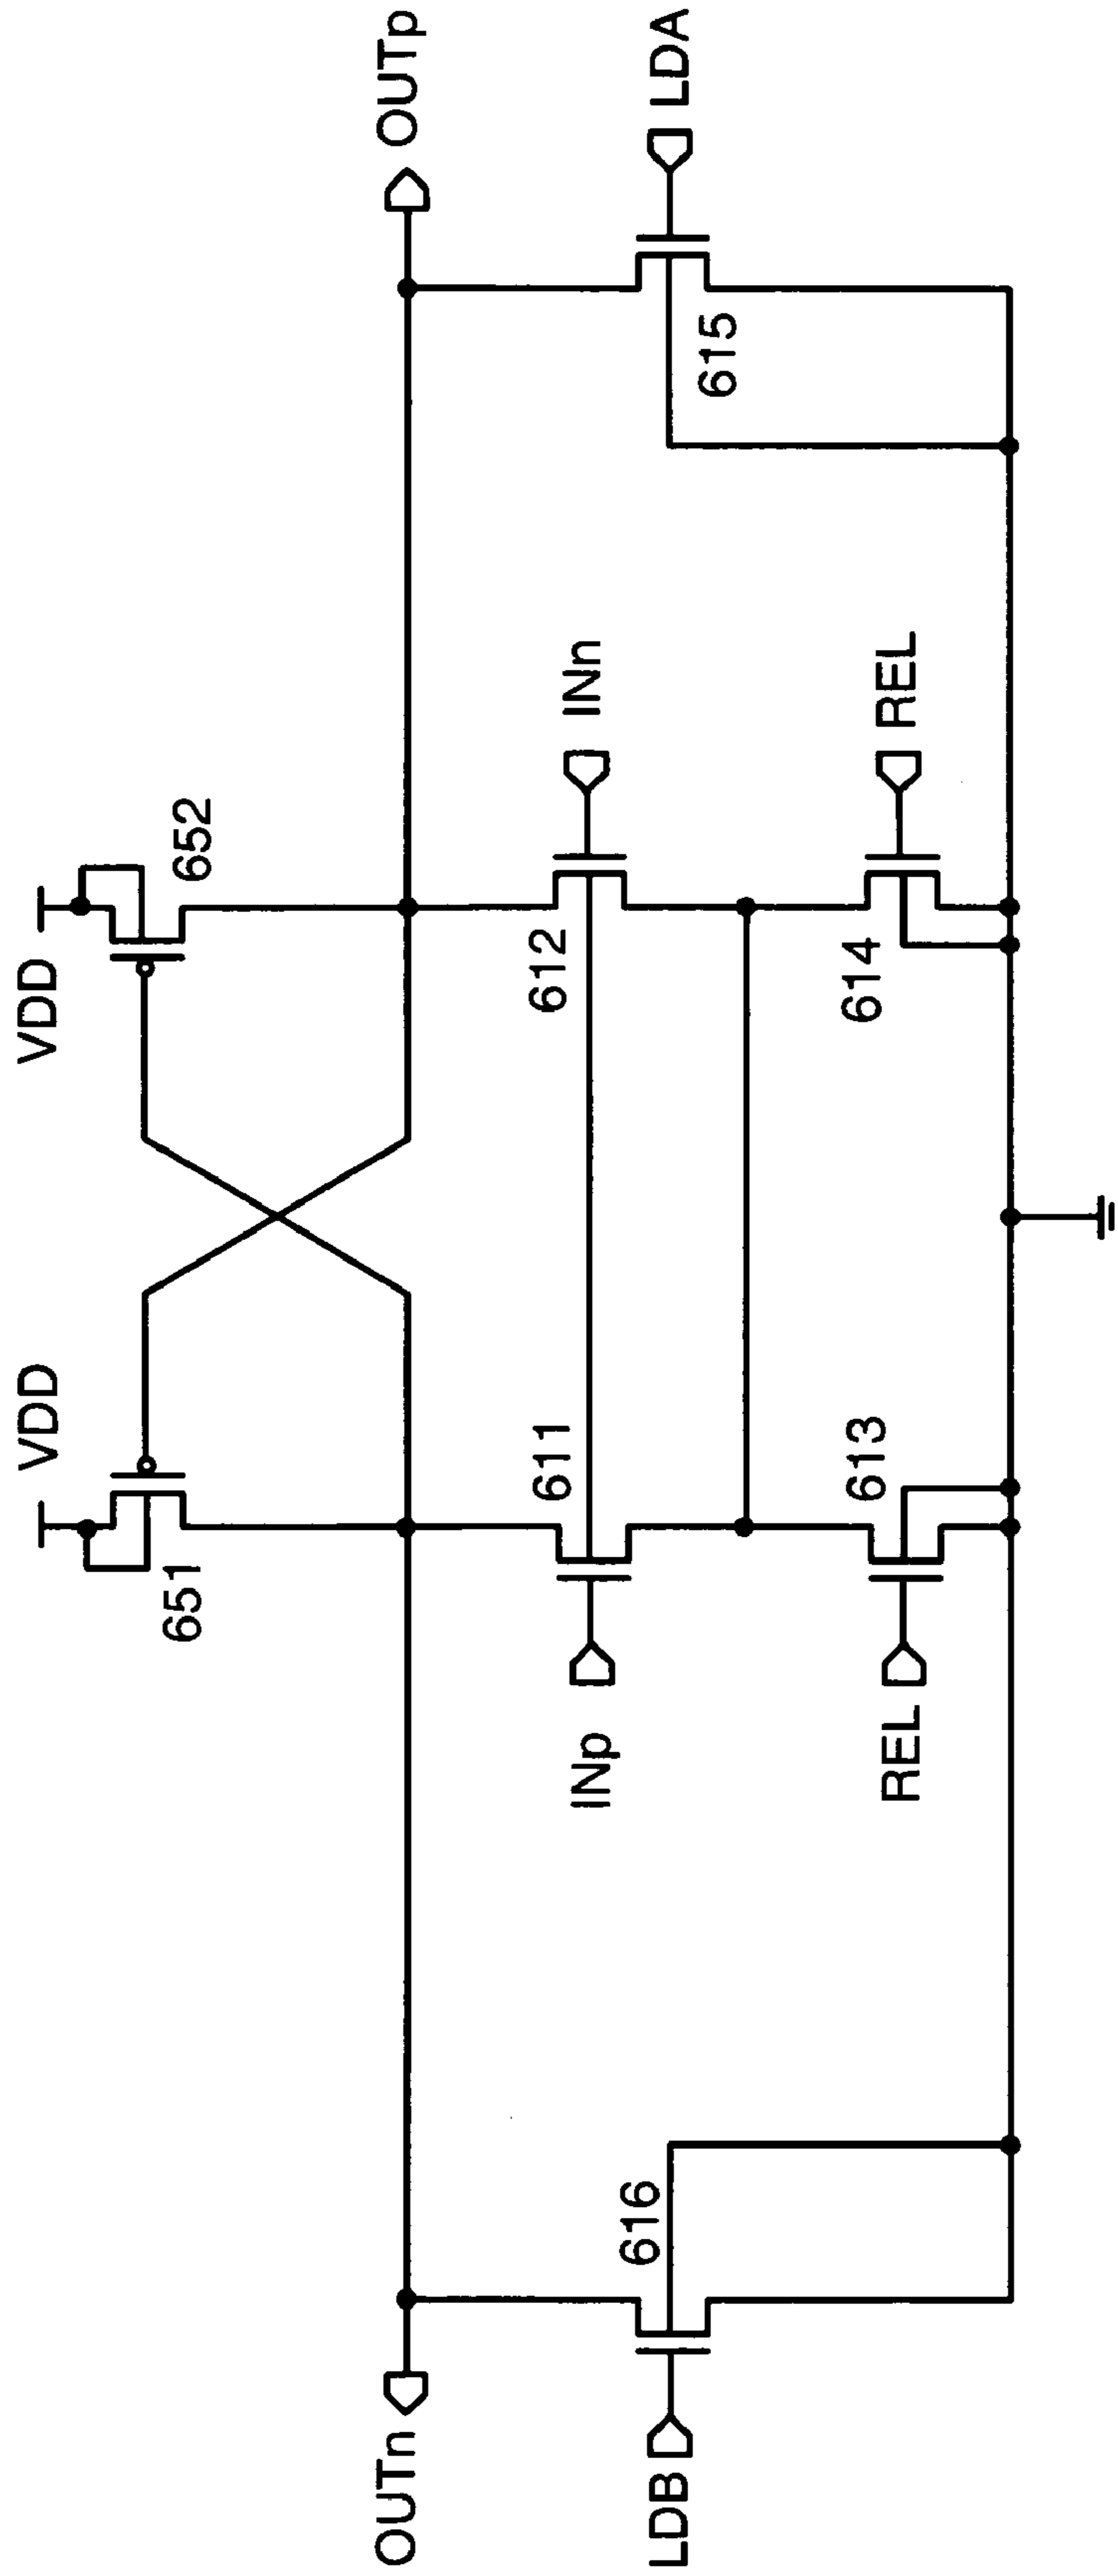 VDD
VDD
651
652
OUTn
OUTp
INp
611
612
INn
LDB
616
615
LDA
REL
613
614
REL